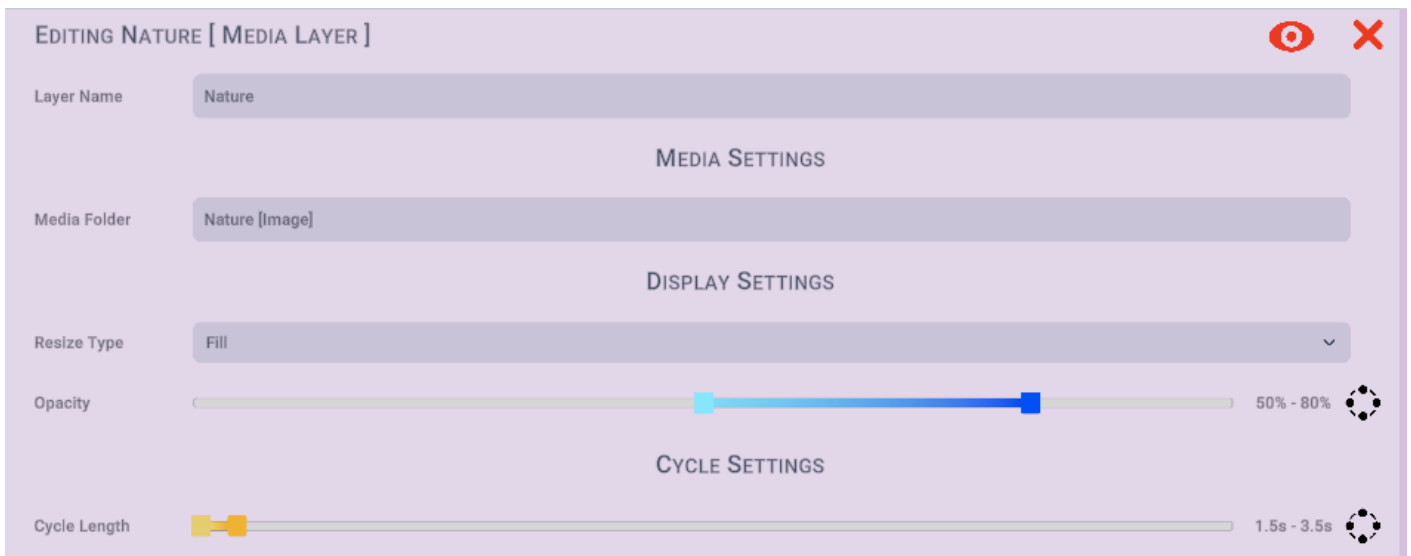 Editing Nature [ Media Layer ]
Layer Name Nature
Media Settings
Media Folder Nature [Image]
Display Settings
Resize Type Fill
Opacity 50% - 80%
Cycle Settings
Cycle Length 1.5s - 3.5s